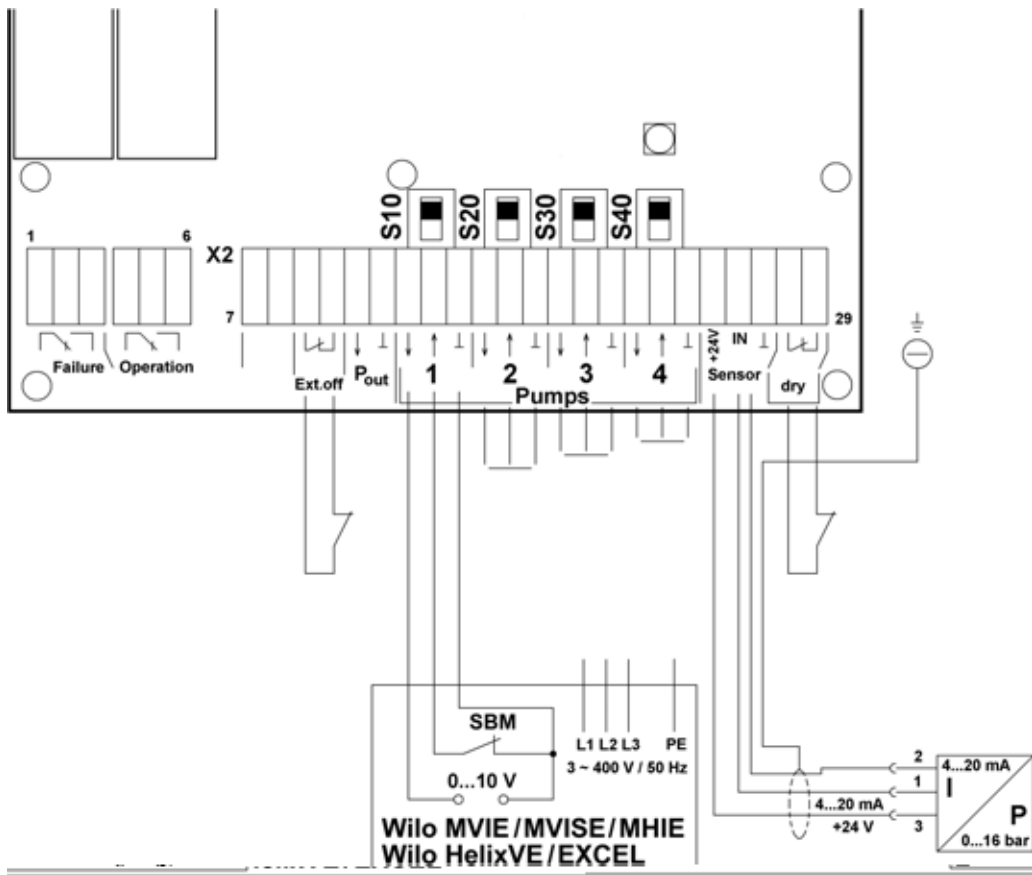 S10 S20 S30 S40
1 6 X2
7 29
Failure Operation
Ext.off Pout 1 2 3 4 +24V IN
Sensor dry
Pumps
SBM
L1 L2 L3 PE
3 ~ 400 V / 50 Hz
0...10 V
Wilo MVIE/MVISE/MHIE
Wilo HelixVE/EXCEL
2 4...20 mA
1 I
4...20 mA
+24 V 3 P
0...16 bar